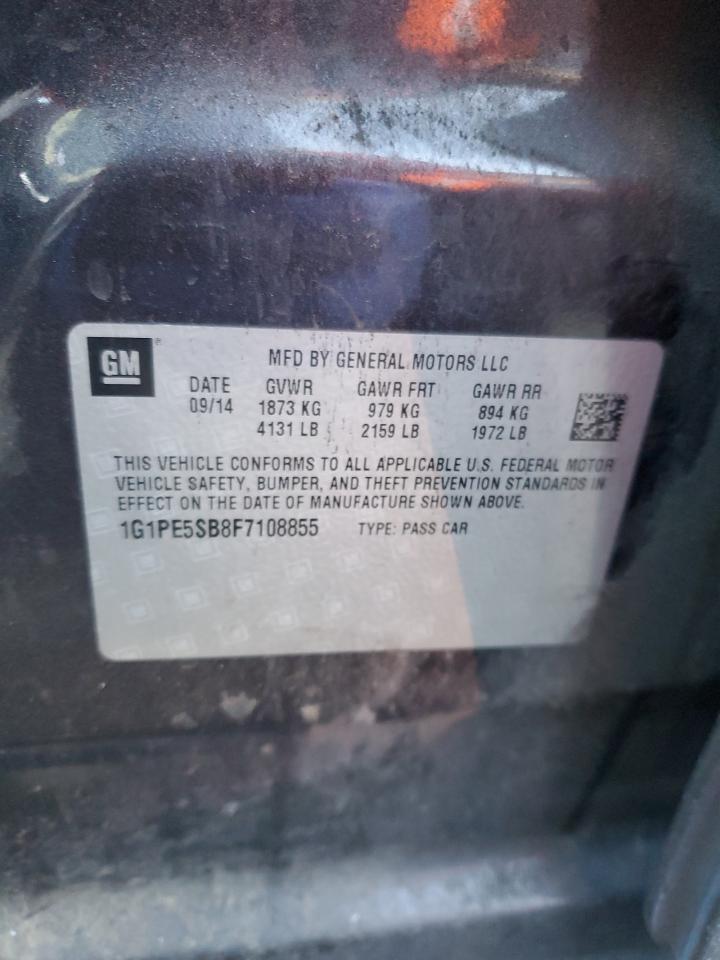 GM ®
MFD BY GENERAL MOTORS LLC
DATE GVWR GAWR FRT GAWR RR
09/14 1873 KG 979 KG 894 KG
4131 LB 2159 LB 1972 LB
THIS VEHICLE CONFORMS TO ALL APPLICABLE U.S. FEDERAL MOTOR
VEHICLE SAFETY, BUMPER, AND THEFT PREVENTION STANDARDS IN
EFFECT ON THE DATE OF MANUFACTURE SHOWN ABOVE.
1G1PE5SB8F7108855 TYPE: PASS CAR